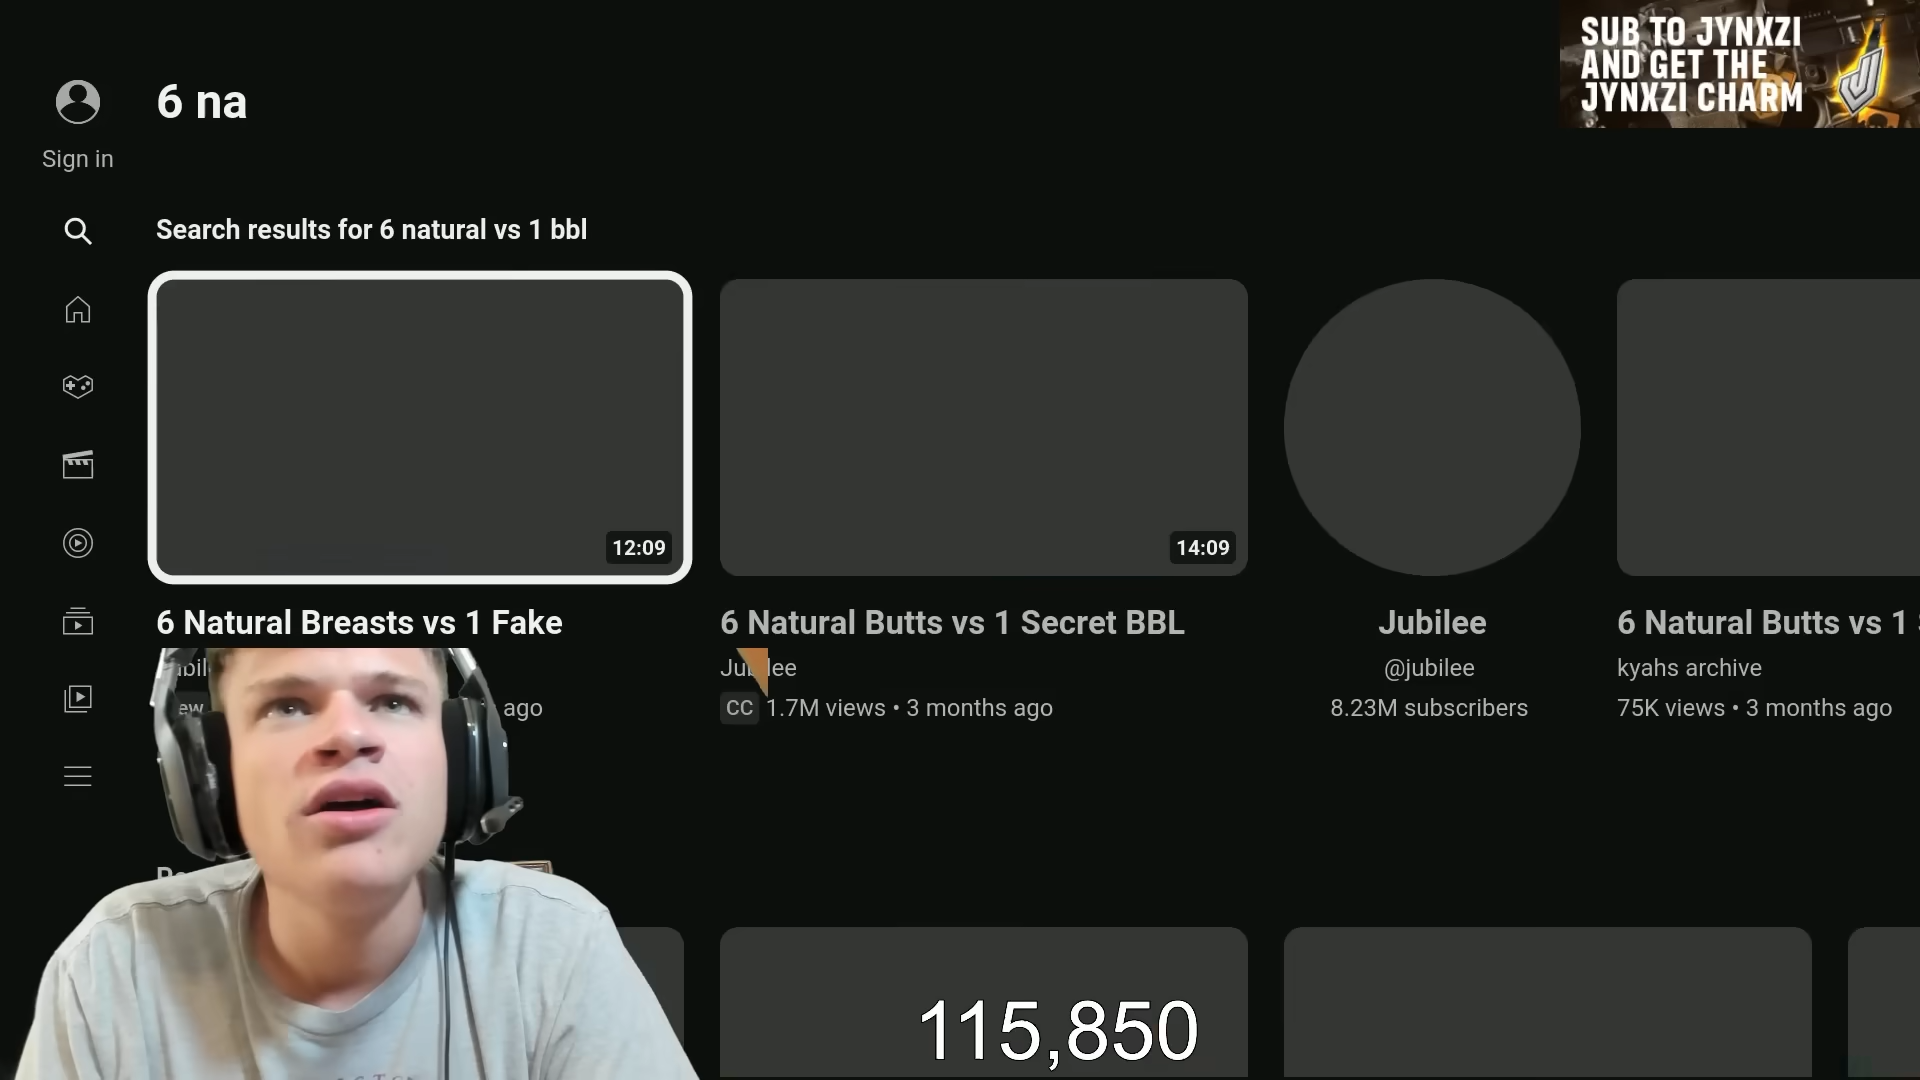 SUB TO JYNXZI
AND GET THE
JYNXZI CHARM
6 na
Sign in
Search results for 6 natural vs 1 bbl
12:09
14:09
6 Natural Breasts vs 1 Fake
6 Natural Butts vs 1 Secret BBL
Jubilee
6 Natural Butts vs 1
@jubilee
kyahs archive
ago
CC 1.7M views • 3 months ago
8.23M subscribers
75K views • 3 months ago
115,850